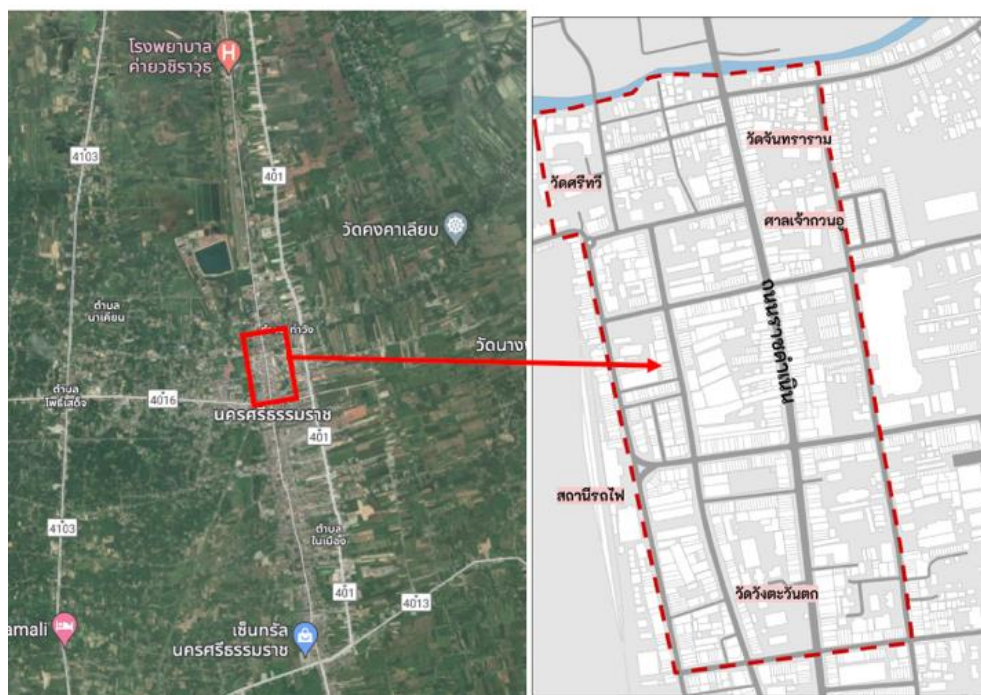 โรงพยาบาล
ค่ายวชิราวุธ
H
4103
401
วัดคงคาเลียบ
ตำบล
นาเคียน
ท่าวัง
วัดนาง
ตำบล
โพธิ์เสด็จ
4016
นครศรีธรรมราช
401
4103
ตำบล
ในเมือง
401
4013
amali
เซ็นทรัล
นครศรีธรรมราช
วัดจันทราราม
วัดศรีทวี
ศาลเจ้ากวนอู
ถนนราชดำเนิน
สถานีรถไฟ
วัดวังตะวันตก